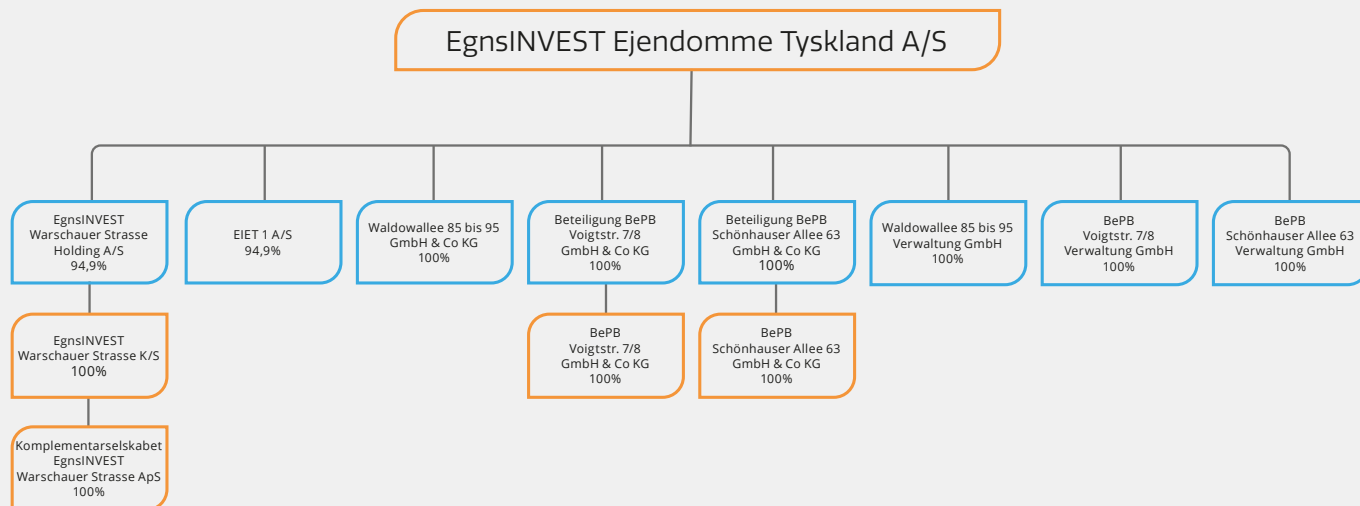 EgnsINVEST Ejendomme Tyskland A/S
EgnsINVEST
Warschauer Strasse
Holding A/S
94,9%
EIET 1 A/S
94,9%
Waldowallee 85 bis 95
GmbH & Co KG
100%
Beteiligung BePB
Voigtstr. 7/8
GmbH & Co KG
100%
Beteiligung BePB
Schönhauser Allee 63
GmbH & Co KG
100%
Waldowallee 85 bis 95
Verwaltung GmbH
100%
BePB
Voigtstr. 7/8
Verwaltung GmbH
100%
BePB
Schönhauser Allee 63
Verwaltung GmbH
100%
EgnsINVEST
Warschauer Strasse K/S
100%
BePB
Voigtstr. 7/8
GmbH & Co KG
100%
BePB
Schönhauser Allee 63
GmbH & Co KG
100%
Komplementarselskabet
EgnsINVEST
Warschauer Strasse ApS
100%